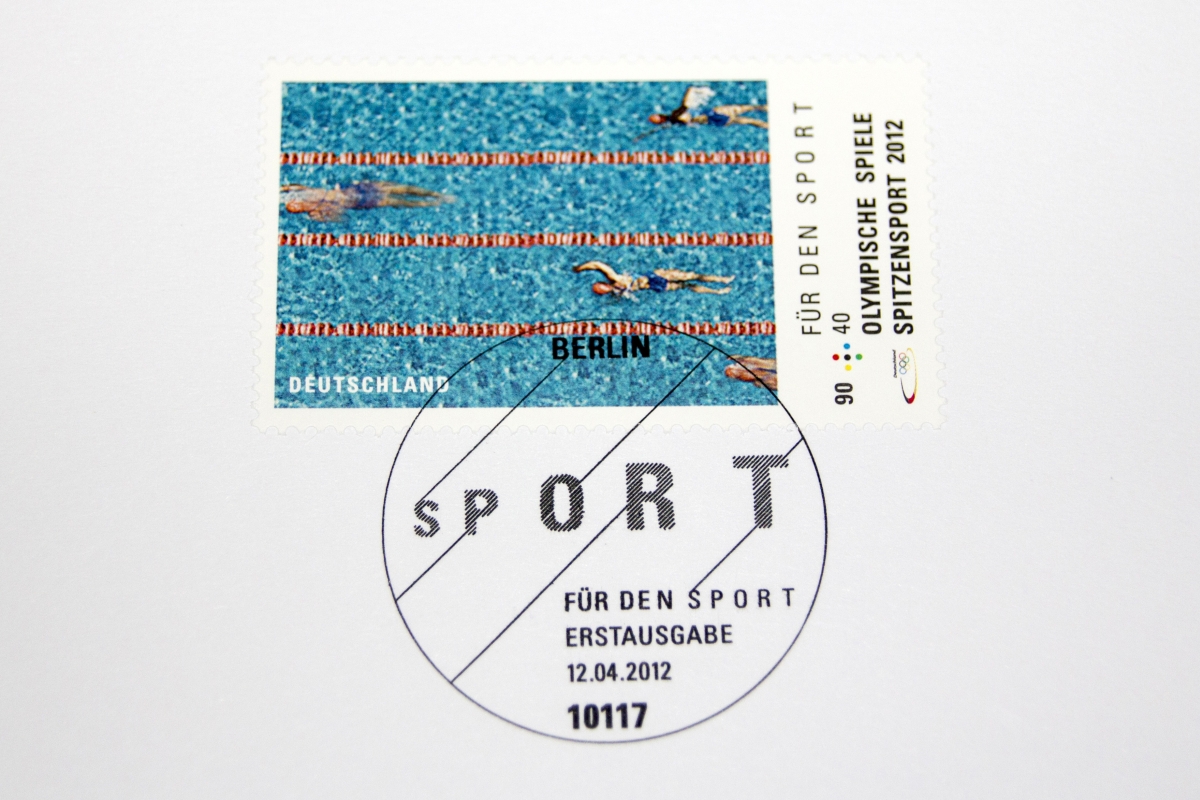 DEUTSCHLAND
FÜR DEN SPORT
OLYMPISCHE SPIELE
SPITZENSPORT 2012
90 40
Deutschland
BERLIN
SPORT
FÜR DEN SPORT
ERSTAUSGABE
12.04.2012
10117